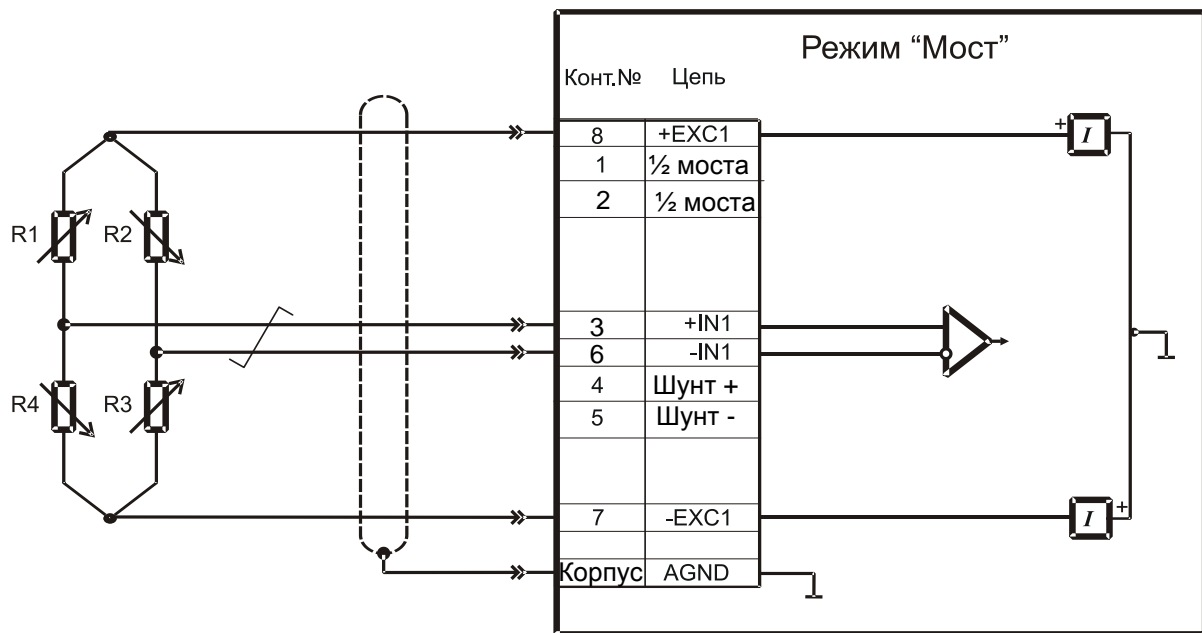 Режим “Мост”
Конт.№ Цепь
8 +EXC1
1 ½ моста
2 ½ моста
R1 R2
3 +IN1
6 -IN1
4 Шунт +
5 Шунт -
R4 R3
7 -EXC1
Корпус AGND
+ I
I +